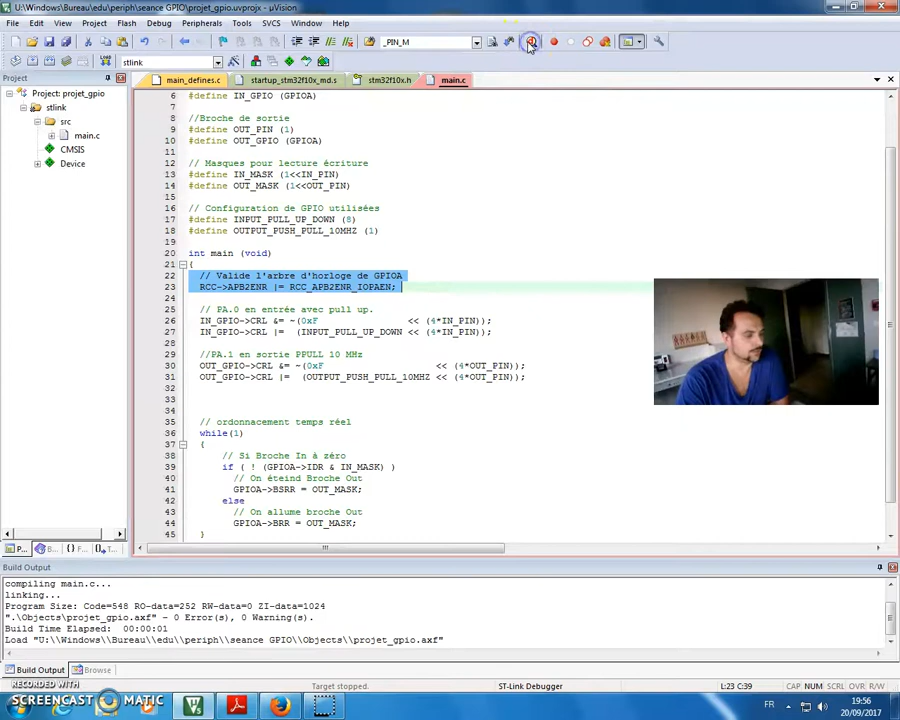 U:\Windows\Bureau\edu\periph\seance GPIO\projet_gpio.uvprojx - µVision
File Edit View Project Flash Debug Peripherals Tools SVCS Window Help
_PIN_M
LOAD
stlink
Project
main_defines.c startup_stm32f10x_md.s stm32f10x.h main.c
Project: projet_gpio
stlink
src
main.c
CMSIS
Device
6 #define IN_GPIO (GPIOA)
7
8 //Broche de sortie
9 #define OUT_PIN (1)
10 #define OUT_GPIO (GPIOA)
11
12 // Masques pour lecture écriture
13 #define IN_MASK (1<<IN_PIN)
14 #define OUT_MASK (1<<OUT_PIN)
15
16 // Configuration de GPIO utilisées
17 #define INPUT_PULL_UP_DOWN (8)
18 #define OUTPUT_PUSH_PULL_10MHZ (1)
19
20 int main (void)
21 {
22 // Valide l'arbre d'horloge de GPIOA
23 RCC->APB2ENR |= RCC_APB2ENR_IOPAEN;
24
25 // PA.0 en entrée avec pull up.
26 IN_GPIO->CRL &= ~(0xF << (4*IN_PIN));
27 IN_GPIO->CRL |= (INPUT_PULL_UP_DOWN << (4*IN_PIN));
28
29 //PA.1 en sortie PPULL 10 MHz
30 OUT_GPIO->CRL &= ~(0xF << (4*OUT_PIN));
31 OUT_GPIO->CRL |= (OUTPUT_PUSH_PULL_10MHZ << (4*OUT_PIN));
32
33
34
35 // ordonnacement temps réel
36 while(1)
37 {
38 // Si Broche In à zéro
39 if ( ! (GPIOA->IDR & IN_MASK) )
40 // On éteind Broche Out
41 GPIOA->BSRR = OUT_MASK;
42 else
43 // On allume broche Out
44 GPIOA->BRR = OUT_MASK;
45 }
P... B... F... T...
Build Output
compiling main.c...
linking...
Program Size: Code=548 RO-data=252 RW-data=0 ZI-data=1024
".\Objects\projet_gpio.axf" - 0 Error(s), 0 Warning(s).
Build Time Elapsed: 00:00:01
Load "U:\\Windows\\Bureau\\edu\\periph\\seance GPIO\\Objects\\projet_gpio.axf"
Build Output Browse
Target stopped. ST-Link Debugger L:23 C:39 CAP NUM OVR R/W
RECORDED WITH
SCREENCAST MATIC
FR
19:56
20/09/2017